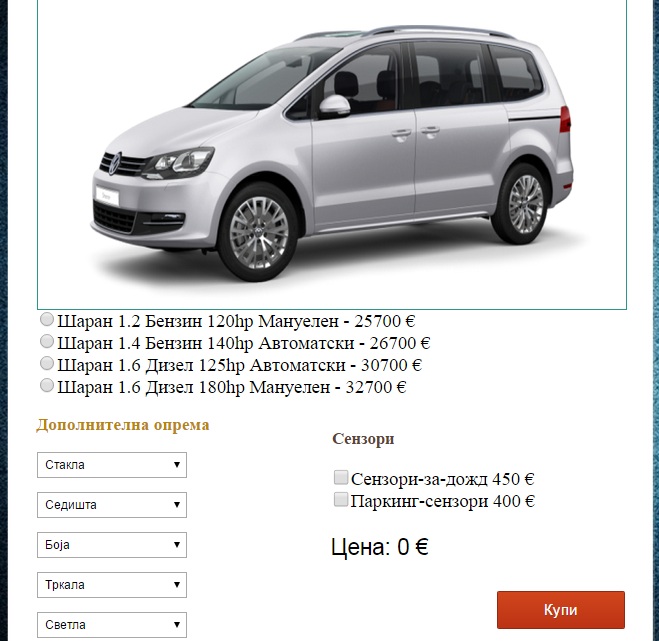 Шаран 1.2 Бензин 120hp Мануелен - 25700 €
Шаран 1.4 Бензин 140hp Автоматски - 26700 €
Шаран 1.6 Дизел 125hp Автоматски - 30700 €
Шаран 1.6 Дизел 180hp Мануелен - 32700 €
Дополнителна опрема
Стакла
Седишта
Боја
Тркала
Светла
Сензори
Сензори-за-дожд 450 €
Паркинг-сензори 400 €
Цена: 0 €
Купи